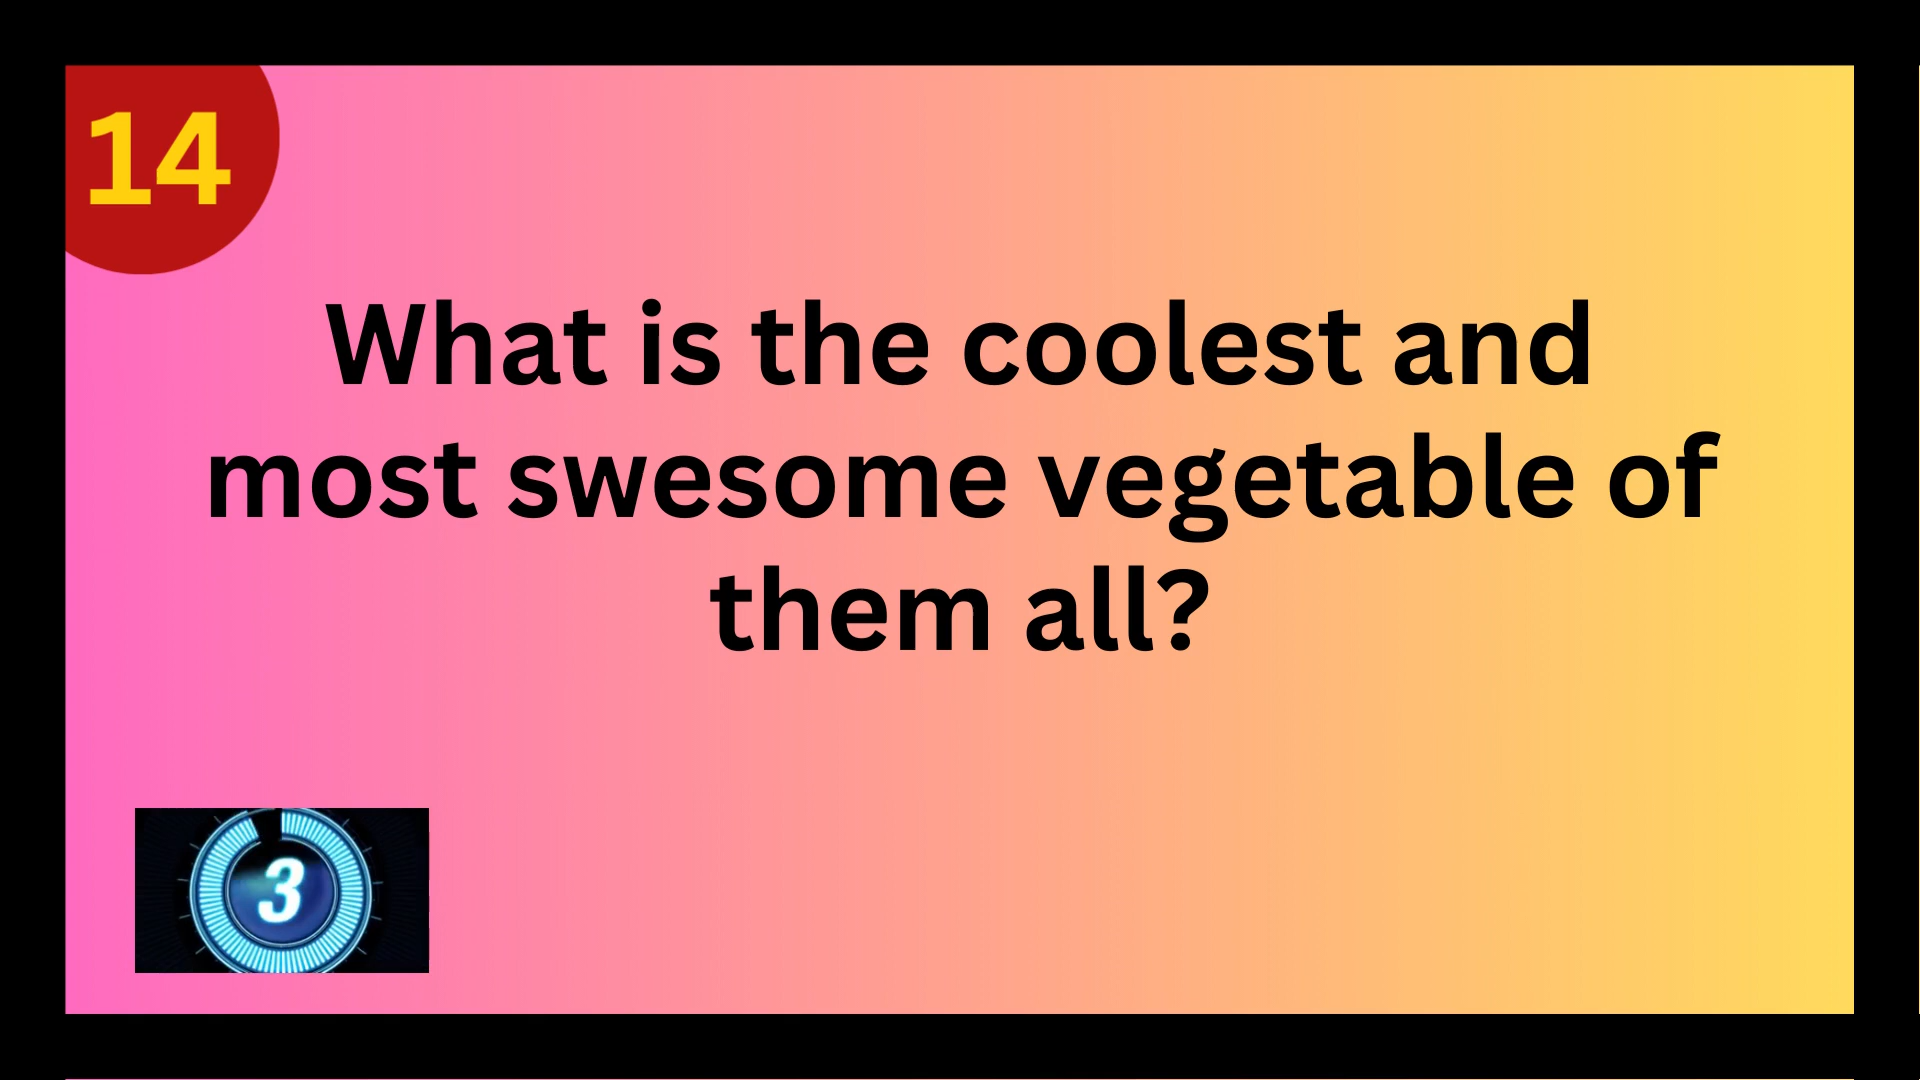 14
What is the coolest and
most swesome vegetable of
them all?
3